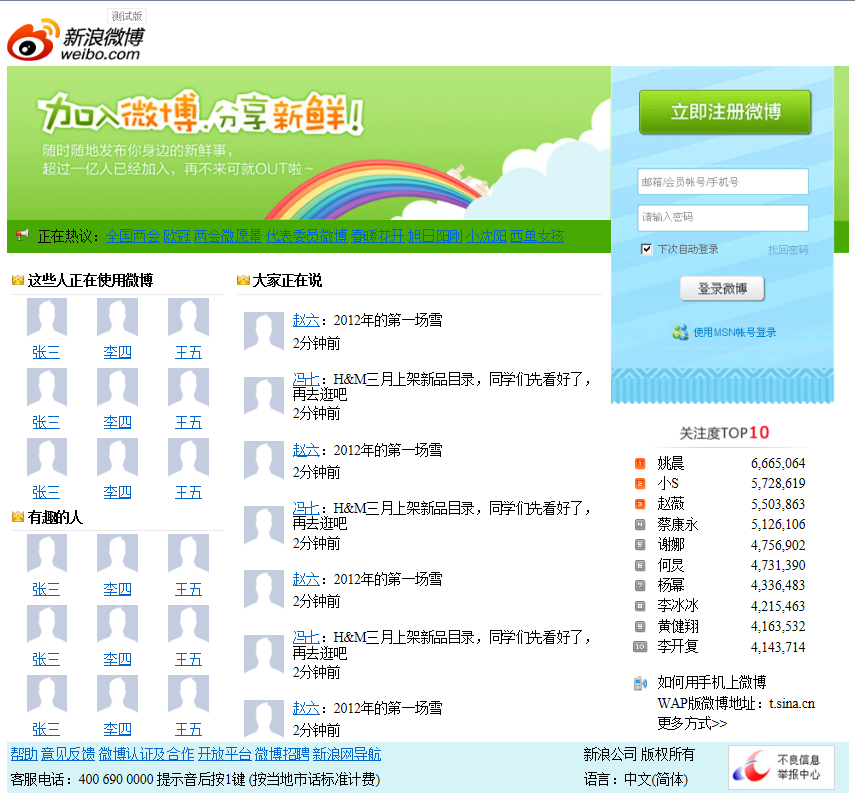 测试版
新浪微博
weibo.com
加入微博.分享新鲜!
随时随地发布你身边的新鲜事，
超过一亿人已经加入，再不来可就OUT啦~
正在热议： 全国两会 欧冠 两会微愿景 代表委员微博 春暖花开 旭日阳刚 小沈阳 西单女孩
立即注册微博
邮箱/会员帐号/手机号
请输入密码
下次自动登录 找回密码
登录微博
使用MSN帐号登录
这些人正在使用微博
张三 李四 王五
张三 李四 王五
张三 李四 王五
有趣的人
张三 李四 王五
张三 李四 王五
张三 李四 王五
大家正在说
赵六：2012年的第一场雪
2分钟前
冯七：H&M三月上架新品目录，同学们先看好了，
再去逛吧
2分钟前
赵六：2012年的第一场雪
2分钟前
冯七：H&M三月上架新品目录，同学们先看好了，
再去逛吧
2分钟前
赵六：2012年的第一场雪
2分钟前
冯七：H&M三月上架新品目录，同学们先看好了，
再去逛吧
2分钟前
赵六：2012年的第一场雪
2分钟前
关注度TOP10
1 姚晨 6,665,064
2 小S 5,728,619
3 赵薇 5,503,863
4 蔡康永 5,126,106
5 谢娜 4,756,902
6 何炅 4,731,390
7 杨幂 4,336,483
8 李冰冰 4,215,463
9 黄健翔 4,163,532
10 李开复 4,143,714
如何用手机上微博
WAP版微博地址：t.sina.cn
更多方式>>
帮助 意见反馈 微博认证及合作 开放平台 微博招聘 新浪网导航
客服电话：400 690 0000 提示音后按1键 (按当地市话标准计费)
新浪公司 版权所有
语言：中文(简体)
不良信息
举报中心